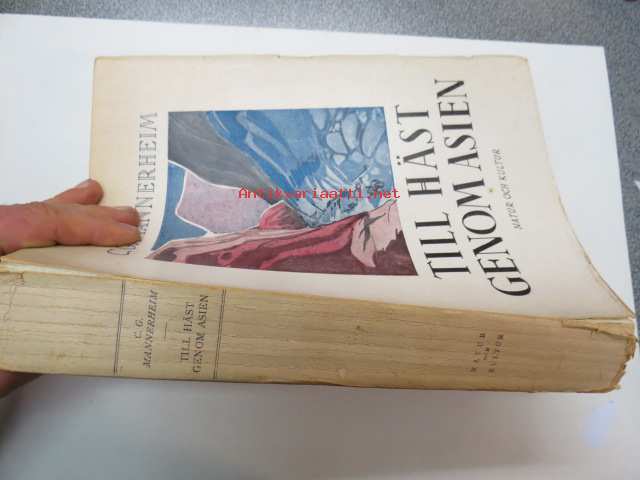 C. G. MANNERHEIM
TILL HÄST
GENOM ASIEN
NATUR OCH KULTUR
Antikvariaatti.net
C. G.
MANNERHEIM
TILL HÄST
GENOM ASIEN
NATUR
OCH
KULTUR